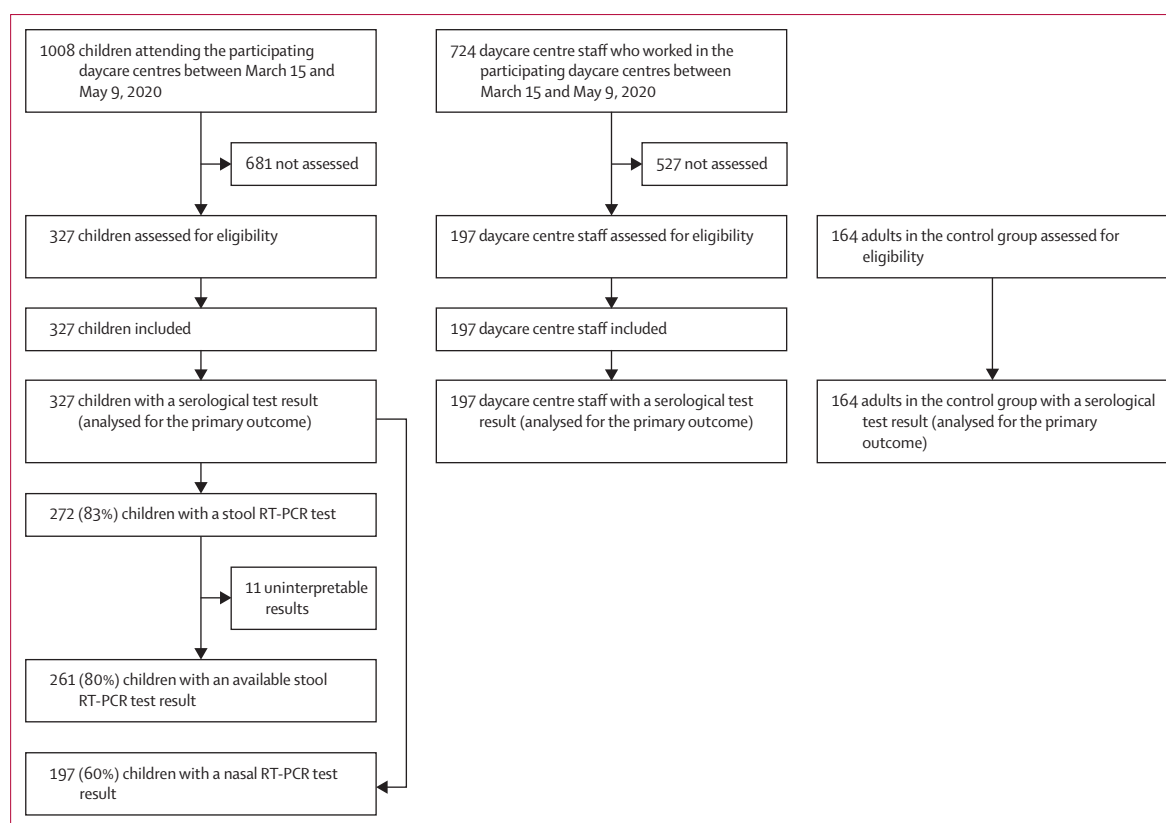 1008 children attending the participating
daycare centres between March 15 and
May 9, 2020
724 daycare centre staff who worked in the
participating daycare centres between
March 15 and May 9, 2020
681 not assessed
527 not assessed
327 children assessed for eligibility
197 daycare centre staff assessed for eligibility
164 adults in the control group assessed for
eligibility
327 children included
197 daycare centre staff included
327 children with a serological test result
(analysed for the primary outcome)
197 daycare centre staff with a serological test
result (analysed for the primary outcome)
164 adults in the control group with a serological
test result (analysed for the primary
outcome)
272 (83%) children with a stool RT-PCR test
11 uninterpretable
results
261 (80%) children with an available stool
RT-PCR test result
197 (60%) children with a nasal RT-PCR test
result